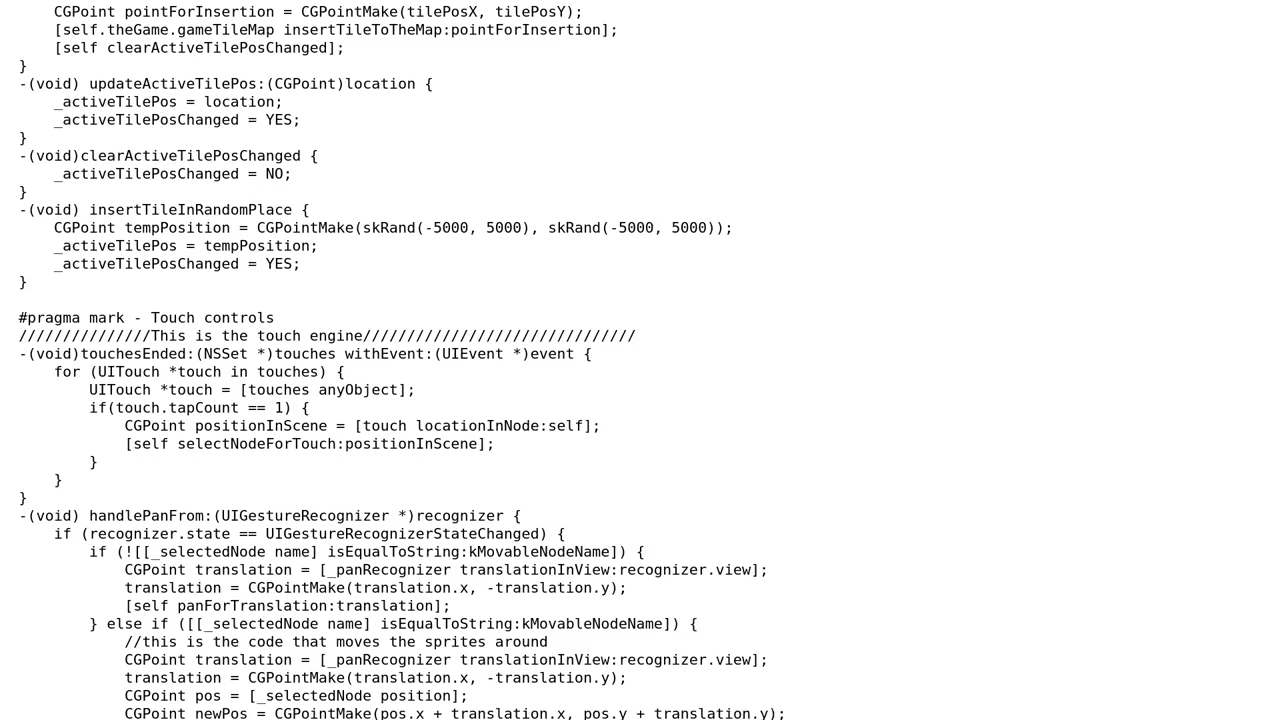 CGPoint pointForInsertion = CGPointMake(tilePosX, tilePosY);
[self.theGame.gameTileMap insertTileToTheMap:pointForInsertion];
[self clearActiveTilePosChanged];
}
-(void) updateActiveTilePos:(CGPoint)location {
_activeTilePos = location;
_activeTilePosChanged = YES;
}
-(void)clearActiveTilePosChanged {
_activeTilePosChanged = NO;
}
-(void) insertTileInRandomPlace {
CGPoint tempPosition = CGPointMake(skRand(-5000, 5000), skRand(-5000, 5000));
_activeTilePos = tempPosition;
_activeTilePosChanged = YES;
}
#pragma mark - Touch controls
///////////////This is the touch engine///////////////////////////////
-(void)touchesEnded:(NSSet *)touches withEvent:(UIEvent *)event {
for (UITouch *touch in touches) {
UITouch *touch = [touches anyObject];
if(touch.tapCount == 1) {
CGPoint positionInScene = [touch locationInNode:self];
[self selectNodeForTouch:positionInScene];
}
}
}
-(void) handlePanFrom:(UIGestureRecognizer *)recognizer {
if (recognizer.state == UIGestureRecognizerStateChanged) {
if (![[_selectedNode name] isEqualToString:kMovableNodeName]) {
CGPoint translation = [_panRecognizer translationInView:recognizer.view];
translation = CGPointMake(translation.x, -translation.y);
[self panForTranslation:translation];
} else if ([[_selectedNode name] isEqualToString:kMovableNodeName]) {
//this is the code that moves the sprites around
CGPoint translation = [_panRecognizer translationInView:recognizer.view];
translation = CGPointMake(translation.x, -translation.y);
CGPoint pos = [_selectedNode position];
CGPoint newPos = CGPointMake(pos.x + translation.x, pos.y + translation.y);